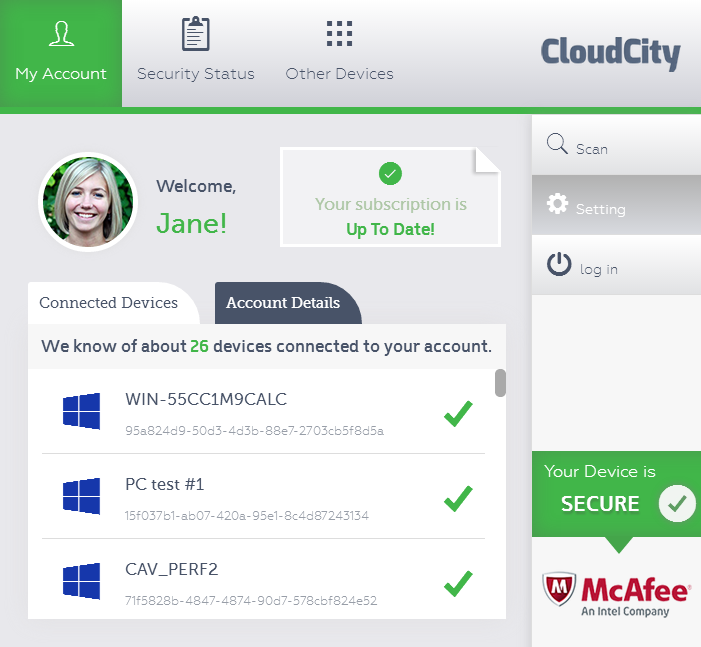 My Account
Security Status
Other Devices
CloudCity
Welcome,
Jane!
Your subscription is
Up To Date!
Scan
Setting
log in
Connected Devices
Account Details
We know of about 26 devices connected to your account.
WIN-55CC1M9CALC
95a824d9-50d3-4d3b-88e7-2703cb5f8d5a
PC test #1
15f037b1-ab07-420a-95e1-8c4d87243134
CAV_PERF2
71f5828b-4847-4874-90d7-578cbf824e52
Your Device is
SECURE
McAfee®
An Intel Company